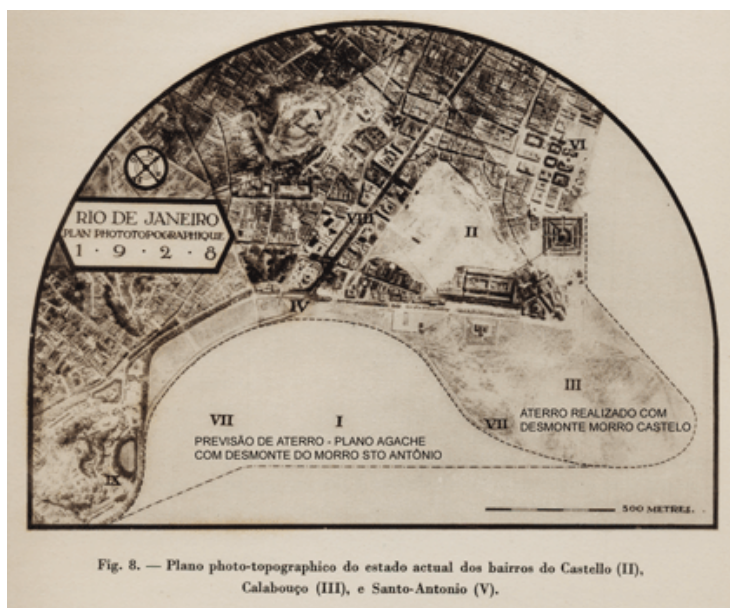 V
VI
RIO DE JANEIRO
PLAN PHOTOTOPOGRAPHIQUE
1 · 9 · 2 · 8
VIII
II
IV
III
VII
I
VII
ATERRO REALIZADO COM
DESMONTE MORRO CASTELO
PREVISÃO DE ATERRO - PLANO AGACHE
COM DESMONTE DO MORRO STO ANTÔNIO
IX
500 METRES.
Fig. 8. — Plano photo-topographico do estado actual dos bairros do Castello (II),
Calabouço (III), e Santo-Antonio (V).